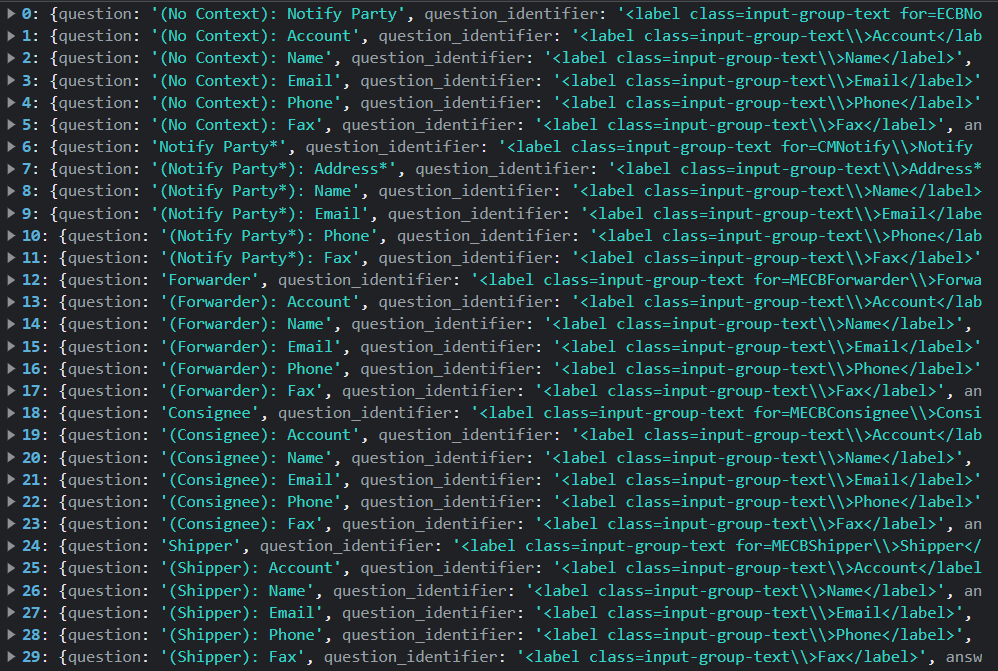 0: {question: '(No Context): Notify Party', question_identifier: '<label class=input-group-text for=ECBNo
1: {question: '(No Context): Account', question_identifier: '<label class=input-group-text\\>Account</lab
2: {question: '(No Context): Name', question_identifier: '<label class=input-group-text\\>Name</label>',
3: {question: '(No Context): Email', question_identifier: '<label class=input-group-text\\>Email</label>'
4: {question: '(No Context): Phone', question_identifier: '<label class=input-group-text\\>Phone</label>'
5: {question: '(No Context): Fax', question_identifier: '<label class=input-group-text\\>Fax</label>', an
6: {question: 'Notify Party*', question_identifier: '<label class=input-group-text for=CMNotify\\>Notify
7: {question: '(Notify Party*): Address*', question_identifier: '<label class=input-group-text\\>Address*
8: {question: '(Notify Party*): Name', question_identifier: '<label class=input-group-text\\>Name</label>
9: {question: '(Notify Party*): Email', question_identifier: '<label class=input-group-text\\>Email</labe
10: {question: '(Notify Party*): Phone', question_identifier: '<label class=input-group-text\\>Phone</lab
11: {question: '(Notify Party*): Fax', question_identifier: '<label class=input-group-text\\>Fax</label>'
12: {question: 'Forwarder', question_identifier: '<label class=input-group-text for=MECBForwarder\\>Forwa
13: {question: '(Forwarder): Account', question_identifier: '<label class=input-group-text\\>Account</lab
14: {question: '(Forwarder): Name', question_identifier: '<label class=input-group-text\\>Name</label>',
15: {question: '(Forwarder): Email', question_identifier: '<label class=input-group-text\\>Email</label>'
16: {question: '(Forwarder): Phone', question_identifier: '<label class=input-group-text\\>Phone</label>'
17: {question: '(Forwarder): Fax', question_identifier: '<label class=input-group-text\\>Fax</label>', an
18: {question: 'Consignee', question_identifier: '<label class=input-group-text for=MECBConsignee\\>Consi
19: {question: '(Consignee): Account', question_identifier: '<label class=input-group-text\\>Account</lab
20: {question: '(Consignee): Name', question_identifier: '<label class=input-group-text\\>Name</label>',
21: {question: '(Consignee): Email', question_identifier: '<label class=input-group-text\\>Email</label>'
22: {question: '(Consignee): Phone', question_identifier: '<label class=input-group-text\\>Phone</label>'
23: {question: '(Consignee): Fax', question_identifier: '<label class=input-group-text\\>Fax</label>', an
24: {question: 'Shipper', question_identifier: '<label class=input-group-text for=MECBShipper\\>Shipper</
25: {question: '(Shipper): Account', question_identifier: '<label class=input-group-text\\>Account</label
26: {question: '(Shipper): Name', question_identifier: '<label class=input-group-text\\>Name</label>', an
27: {question: '(Shipper): Email', question_identifier: '<label class=input-group-text\\>Email</label>',
28: {question: '(Shipper): Phone', question_identifier: '<label class=input-group-text\\>Phone</label>',
29: {question: '(Shipper): Fax', question_identifier: '<label class=input-group-text\\>Fax</label>', answ